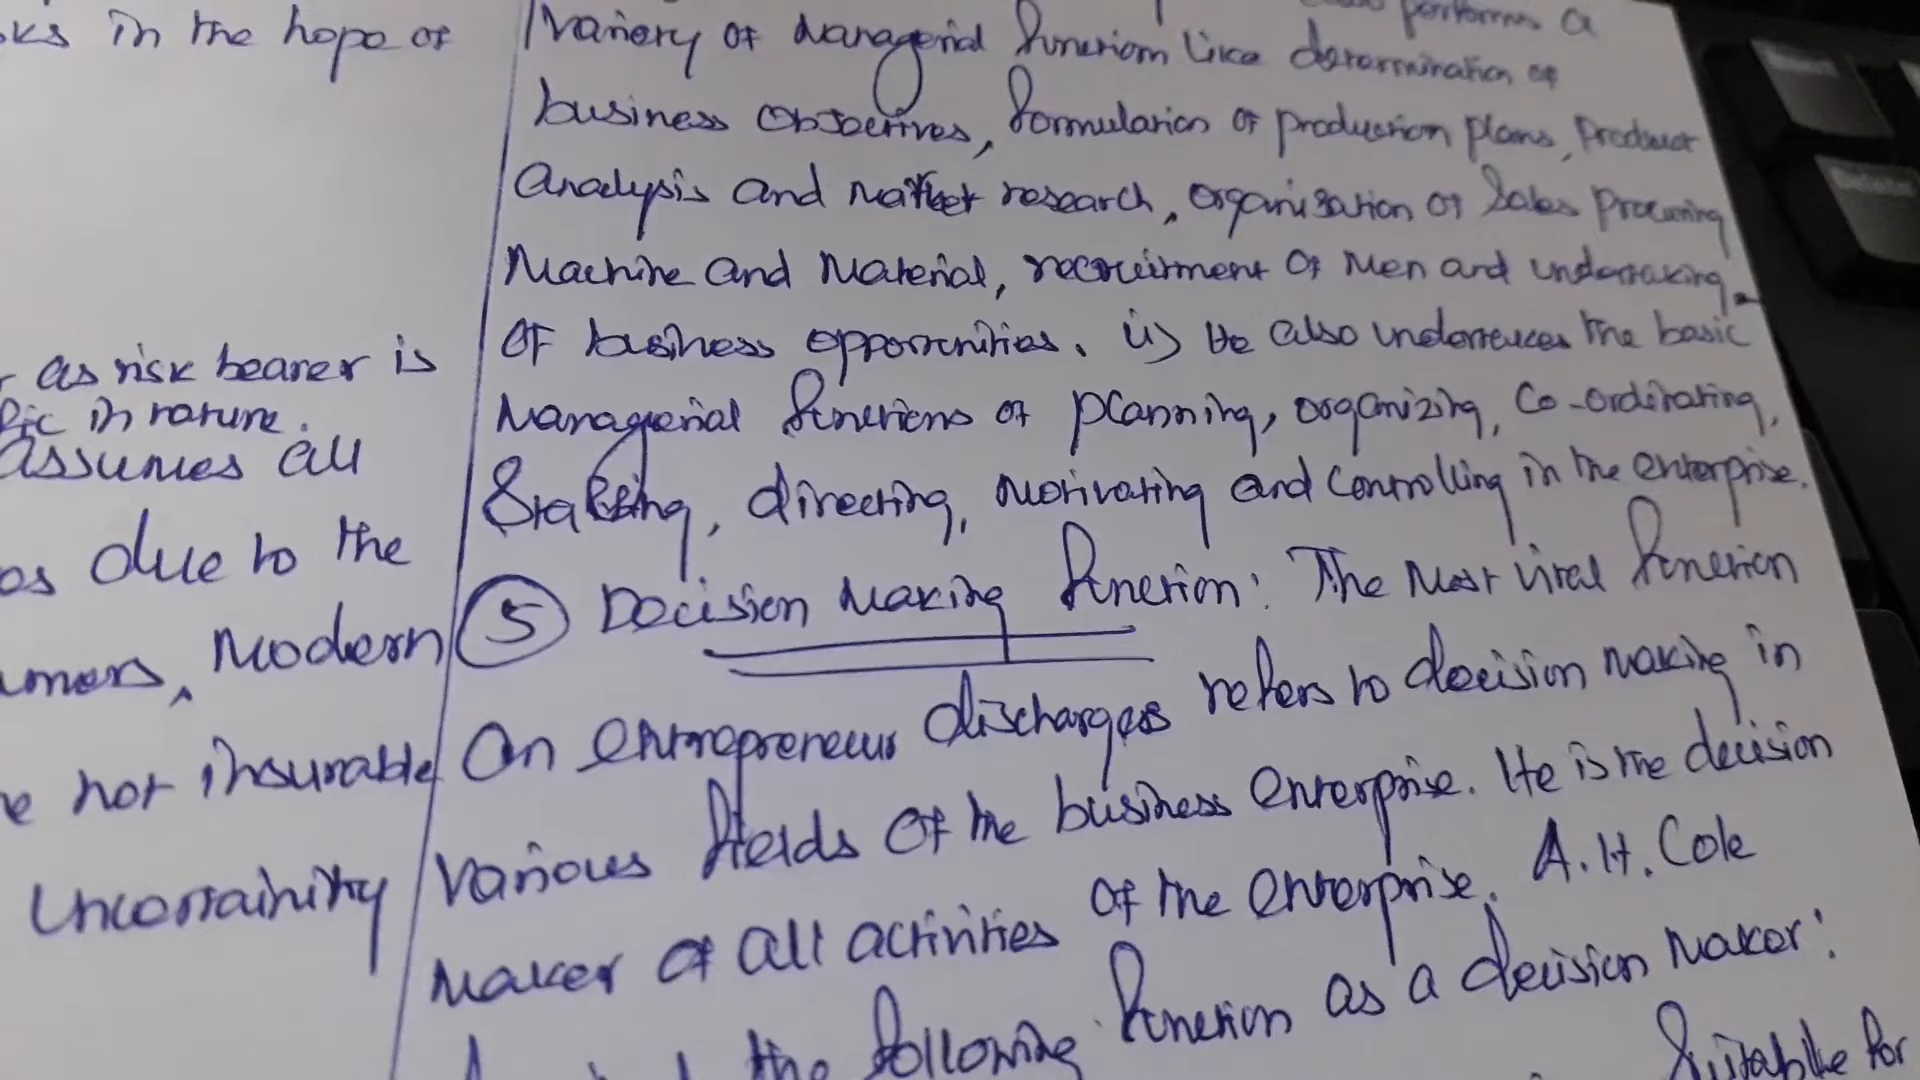 ks in the hope of
as risk bearer is
in nature.
assumes all
os due to the
umers, Modern
not insurable
Uncertainity
performs a
Variety of Managerial function like determination of
business objectives, formulation of production plans, Product
Analysis and Market research, organisation of Sales procuring
Machine and Material, recruitment of Men and undertaking
of business opportunities. ii) He also undertakes the basic
Managerial functions of planning, organizing, Co-ordinating,
Staffing, directing, motivating and controlling in the enterprise.
5 Decision Making function: The Most vital function
an entrepreneur discharges refers to decision making in
various fields of the business enterprise. He is the decision
Maker of all activities of the enterprise. A.H. Cole
the following function as a decision Maker:
Suitable for
Delete